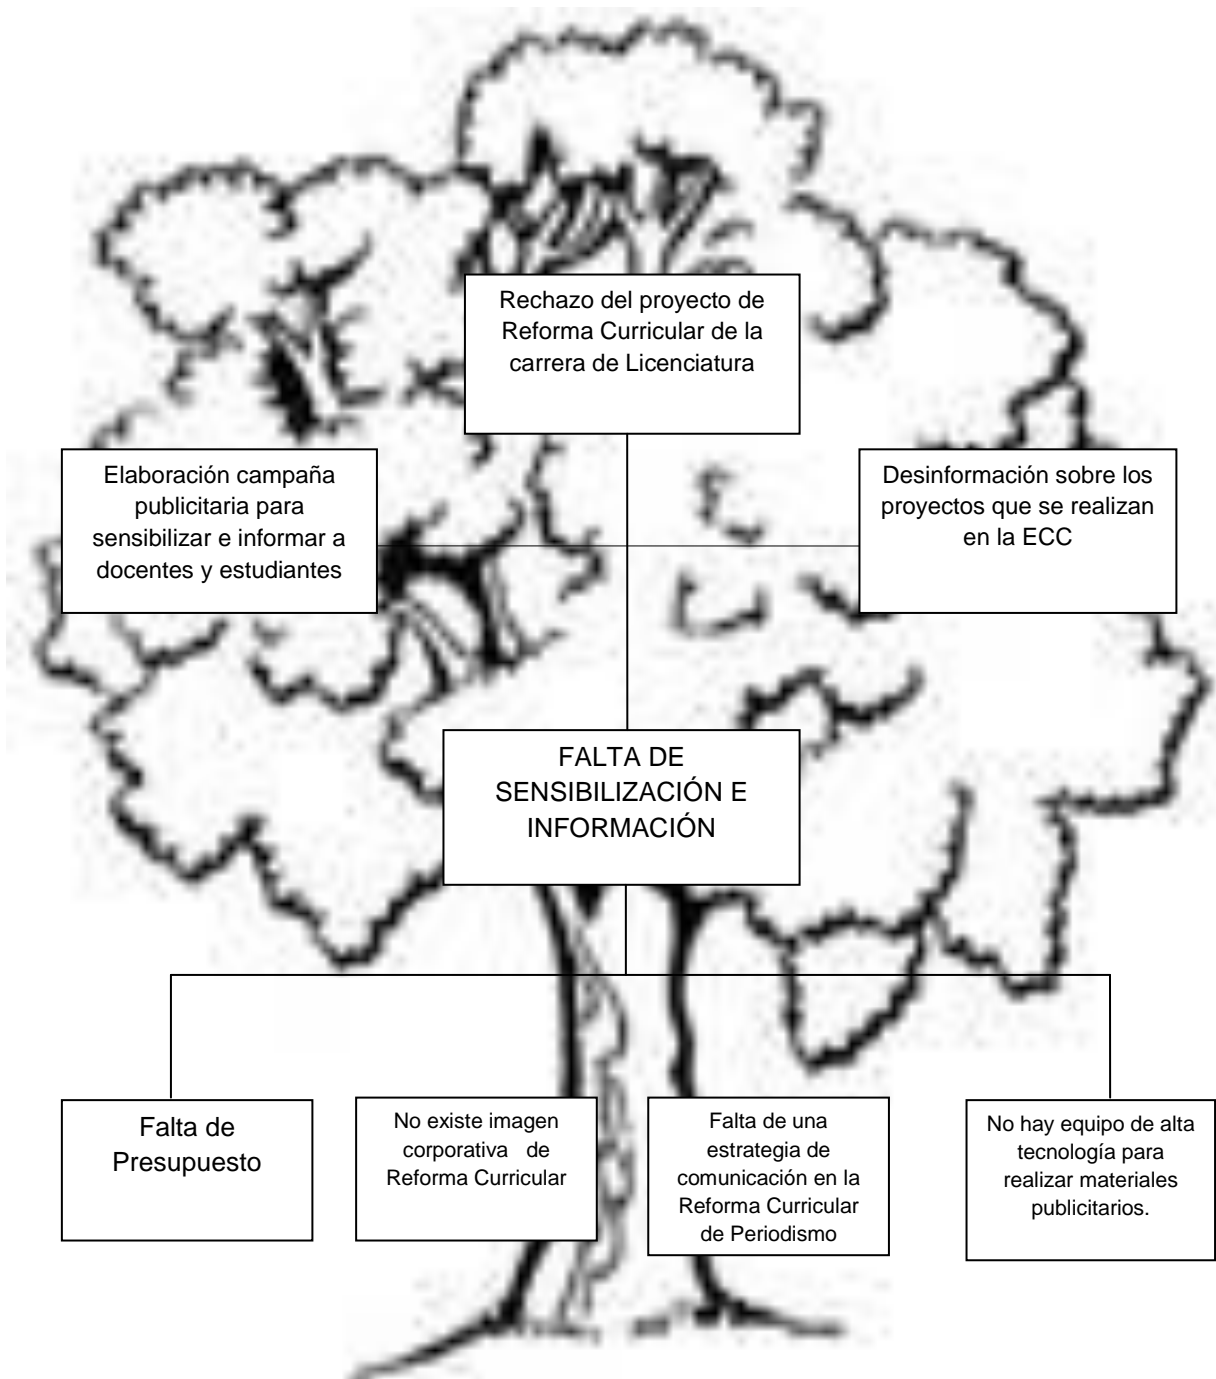 Rechazo del proyecto de
Reforma Curricular de la
carrera de Licenciatura
Elaboración campaña
publicitaria para
sensibilizar e informar a
docentes y estudiantes
Desinformación sobre los
proyectos que se realizan
en la ECC
FALTA DE
SENSIBILIZACIÓN E
INFORMACIÓN
Falta de
Presupuesto
No existe imagen
corporativa de
Reforma Curricular
Falta de una
estrategia de
comunicación en la
Reforma Curricular
de Periodismo
No hay equipo de alta
tecnología para
realizar materiales
publicitarios.